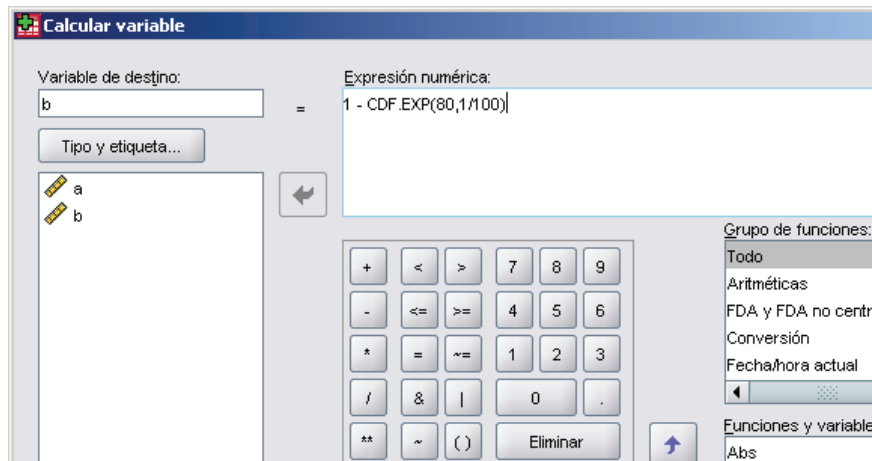 Calcular variable
Variable de destino:
b
=
Expresión numérica:
1 - CDF.EXP(80,1/100)
Tipo y etiqueta...
a
b
+ < > 7 8 9
- <= >= 4 5 6
* = ~= 1 2 3
/ & | 0 .
** ~ ( ) Eliminar
Grupo de funciones:
Todo
Aritméticas
FDA y FDA no centr
Conversión
Fecha/hora actual
Funciones y variable
Abs